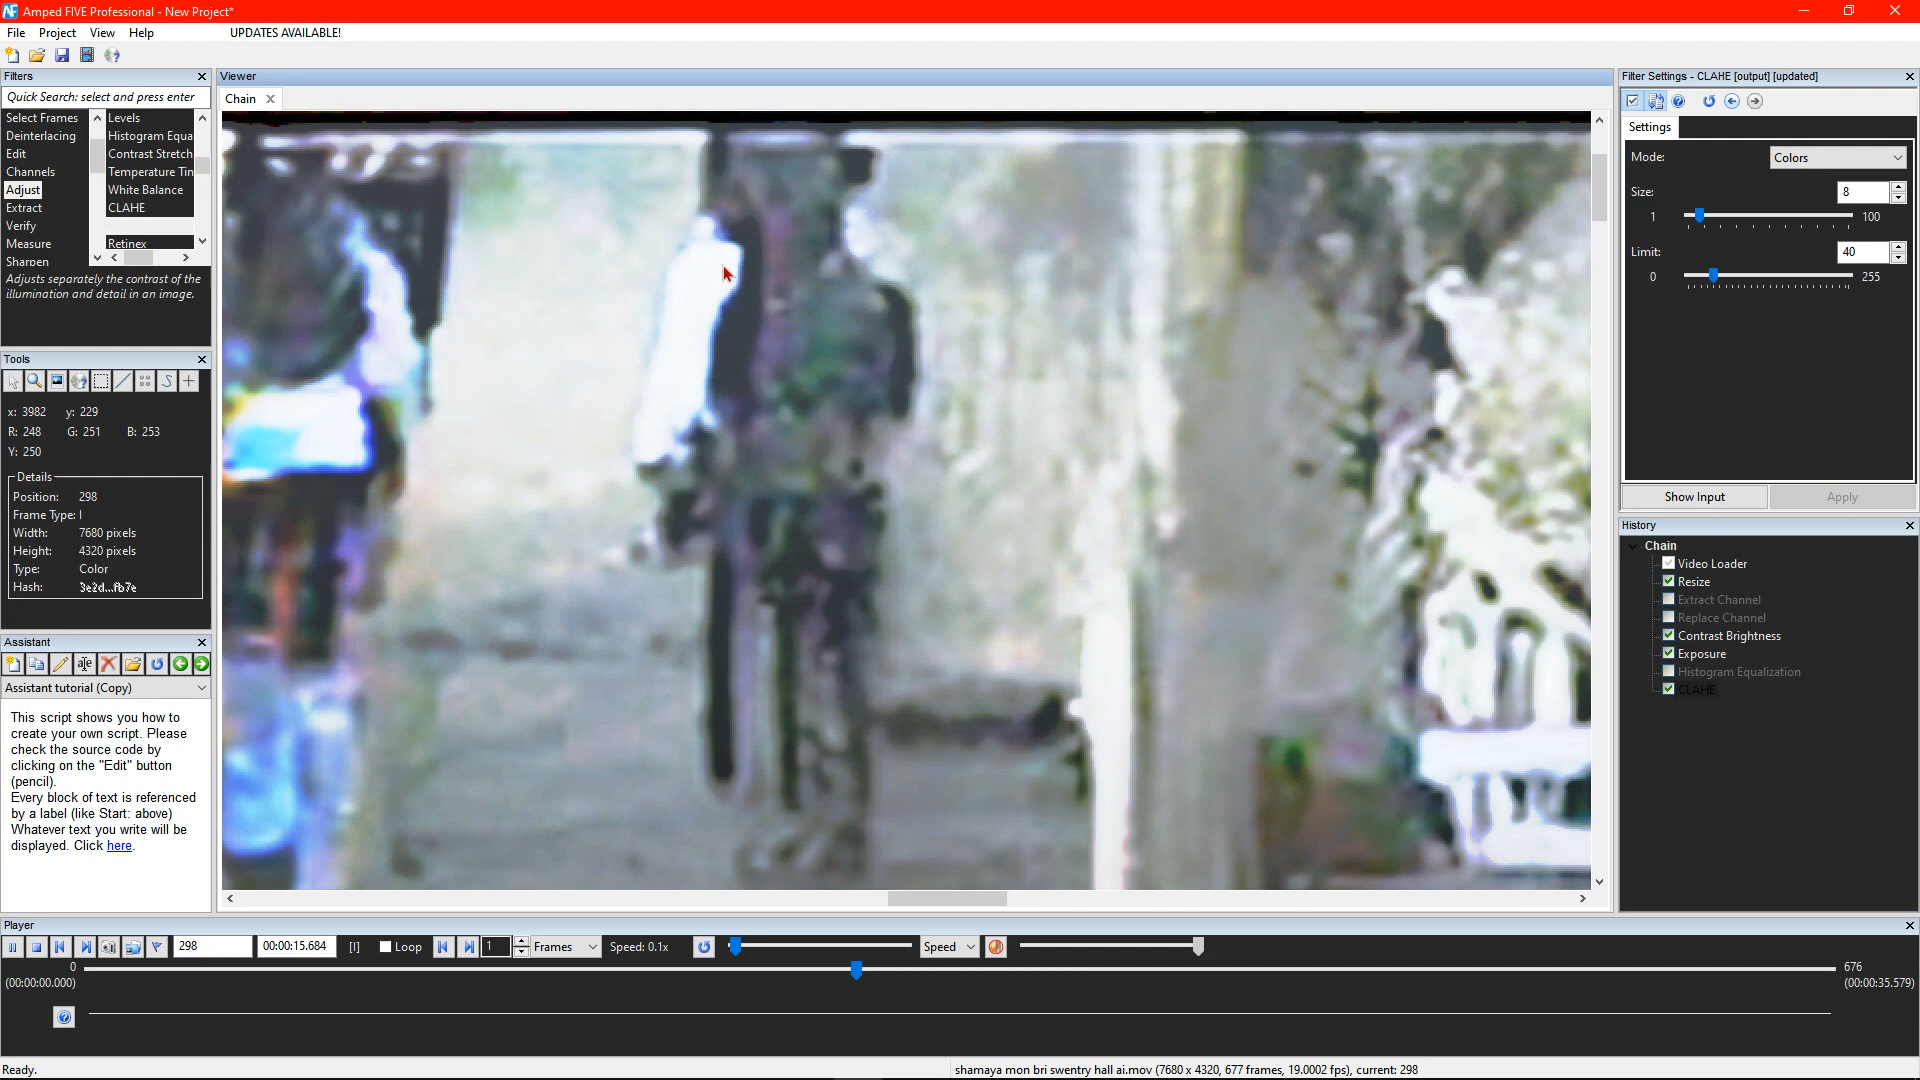 Amped FIVE Professional - New Project*
File Project View Help UPDATES AVAILABLE!
Filters
Quick Search: select and press enter
Select Frames
Deinterlacing
Edit
Channels
Adjust
Extract
Verify
Measure
Sharpen
Levels
Histogram Equa
Contrast Stretch
Temperature Tin
White Balance
CLAHE
Retinex
Adjusts separately the contrast of the
illumination and detail in an image.
Tools
x: 3982 y: 229
R: 248 G: 251 B: 253
Y: 250
Details
Position: 298
Frame Type: I
Width: 7680 pixels
Height: 4320 pixels
Type: Color
Hash: 3e2d...fb7e
Assistant
Assistant tutorial (Copy)
This script shows you how to
create your own script. Please
check the source code by
clicking on the "Edit" button
(pencil).
Every block of text is referenced
by a label (like Start: above)
Whatever text you write will be
displayed. Click here.
Viewer
Chain
Filter Settings - CLAHE [output] [updated]
Settings
Mode: Colors
Size: 8
1 100
Limit: 40
0 255
Show Input Apply
History
Chain
Video Loader
Resize
Extract Channel
Replace Channel
Contrast Brightness
Exposure
Histogram Equalization
CLAHE
Player
298 00:00:15.684 [I] Loop 1 Frames Speed: 0.1x Speed
0 676
(00:00:00.000) (00:00:35.579)
Ready. shamaya mon bri swentry hall ai.mov (7680 x 4320, 677 frames, 19.0002 fps), current: 298